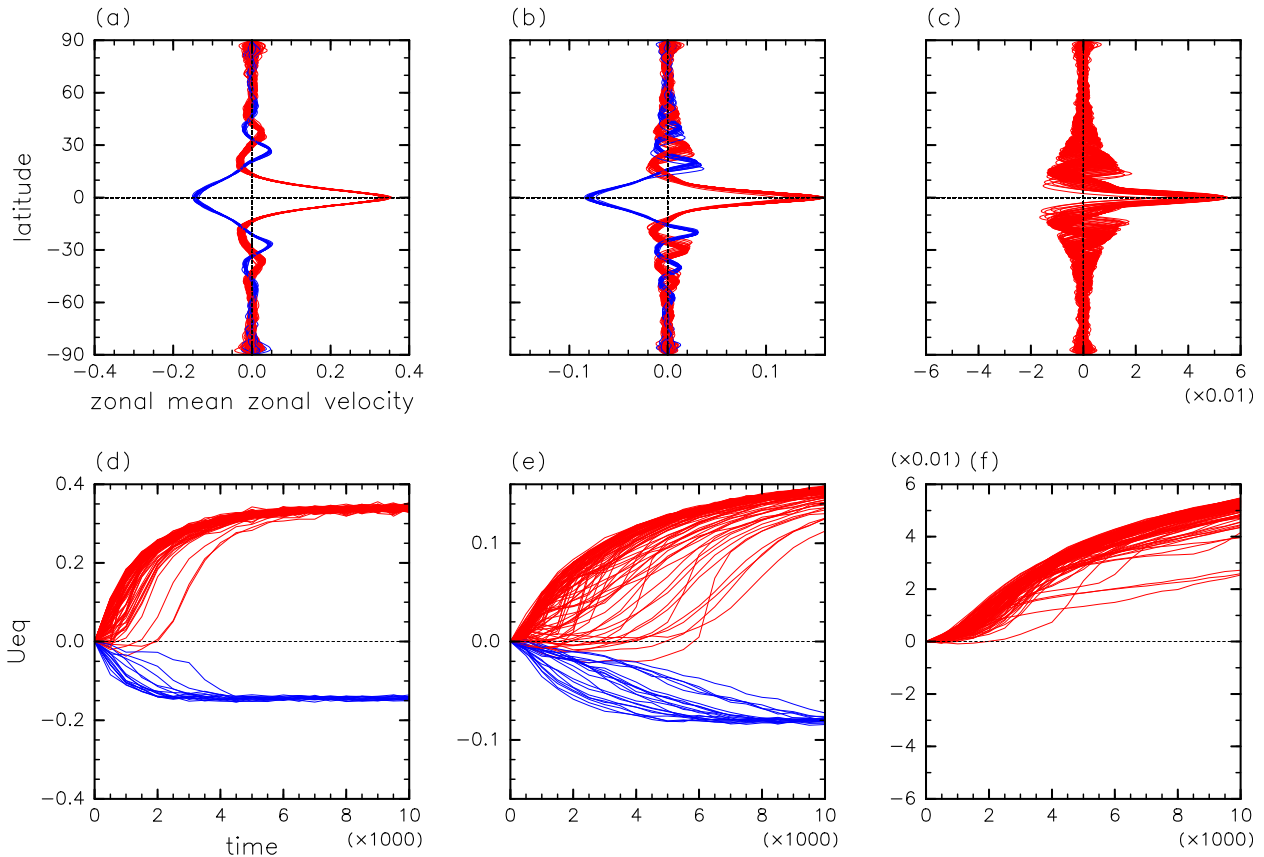 (a) (b) (c)
90
60
30
0
−30
−60
−90
latitude
−0.4 −0.2 0.0 0.2 0.4 −0.1 0.0 0.1 −6 −4 −2 0 2 4 6
zonal mean zonal velocity (×0.01)
(d) (e) (×0.01) (f)
0.4
0.2
0.0
−0.2
−0.4
Ueq
0.1
0.0
−0.1
6
4
2
0
−2
−4
−6
0 2 4 6 8 10 0 2 4 6 8 10 0 2 4 6 8 10
time (×1000) (×1000) (×1000)